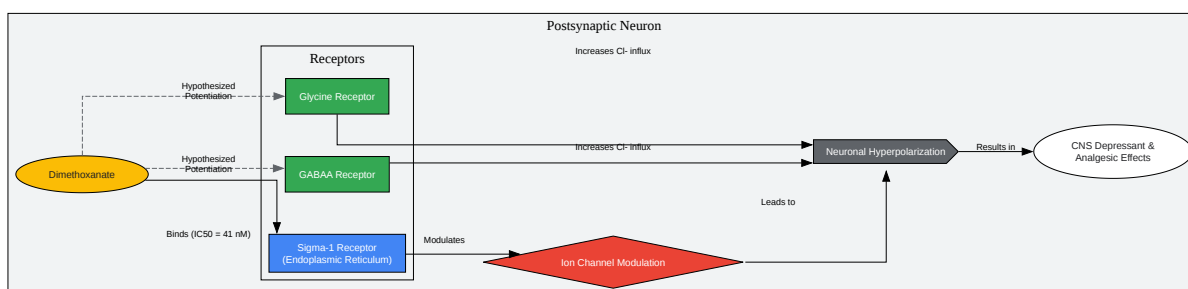 Postsynaptic Neuron
Increases Cl- influx
Receptors
Hypothesized
Potentiation
Glycine Receptor
Increases Cl- influx
Neuronal Hyperpolarization
Results in
CNS Depressant &
Analgesic Effects
Hypothesized
Potentiation
Dimethoxanate
GABAA Receptor
Leads to
Binds (IC50 = 41 nM)
Sigma-1 Receptor
(Endoplasmic Reticulum)
Modulates
Ion Channel Modulation